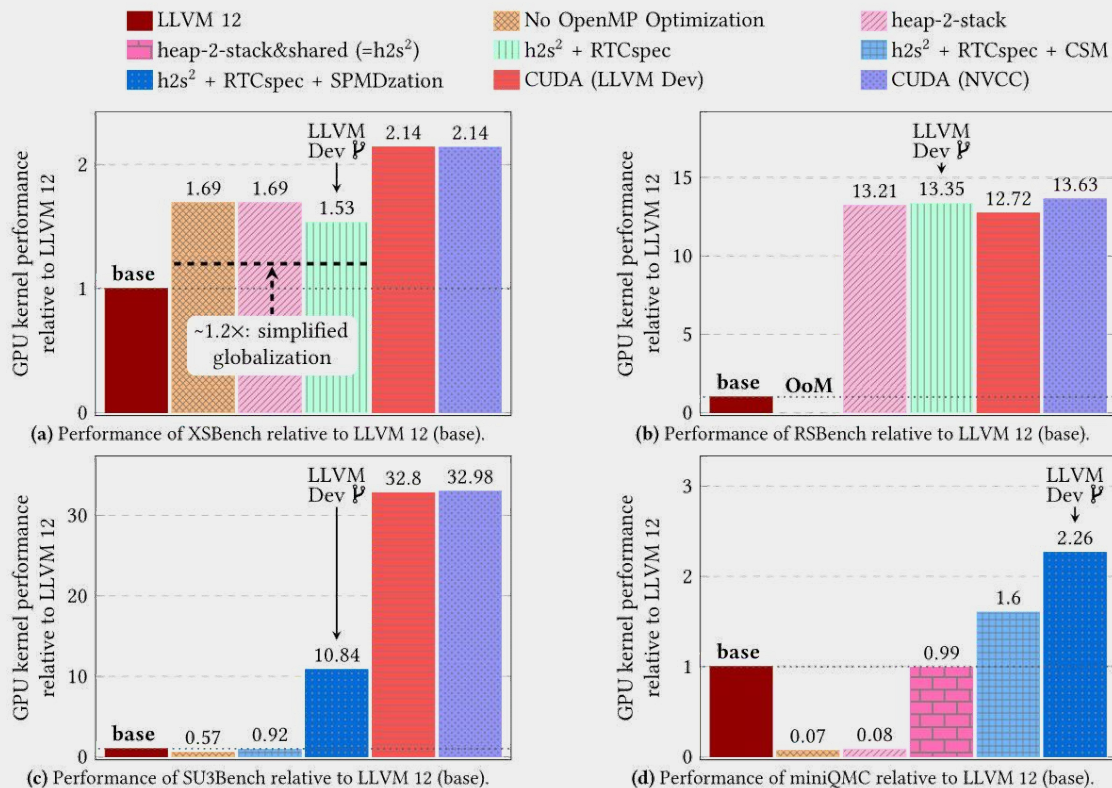 LLVM 12
No OpenMP Optimization
heap-2-stack
heap-2-stack&shared (=h2s²)
h2s² + RTCspec
h2s² + RTCspec + CSM
h2s² + RTCspec + SPMDzation
CUDA (LLVM Dev)
CUDA (NVCC)
GPU kernel performance
relative to LLVM 12
2
1
0
base
1.69
1.69
LLVM
Dev
1.53
2.14
2.14
~1.2×: simplified
globalization
(a) Performance of XSBench relative to LLVM 12 (base).
GPU kernel performance
relative to LLVM 12
15
10
5
0
base
OoM
13.21
LLVM
Dev
13.35
12.72
13.63
(b) Performance of RSBench relative to LLVM 12 (base).
GPU kernel performance
relative to LLVM 12
30
20
10
0
base
0.57
0.92
LLVM
Dev
10.84
32.8
32.98
(c) Performance of SU3Bench relative to LLVM 12 (base).
GPU kernel performance
relative to LLVM 12
3
2
1
0
base
0.07
0.08
0.99
1.6
LLVM
Dev
2.26
(d) Performance of miniQMC relative to LLVM 12 (base).